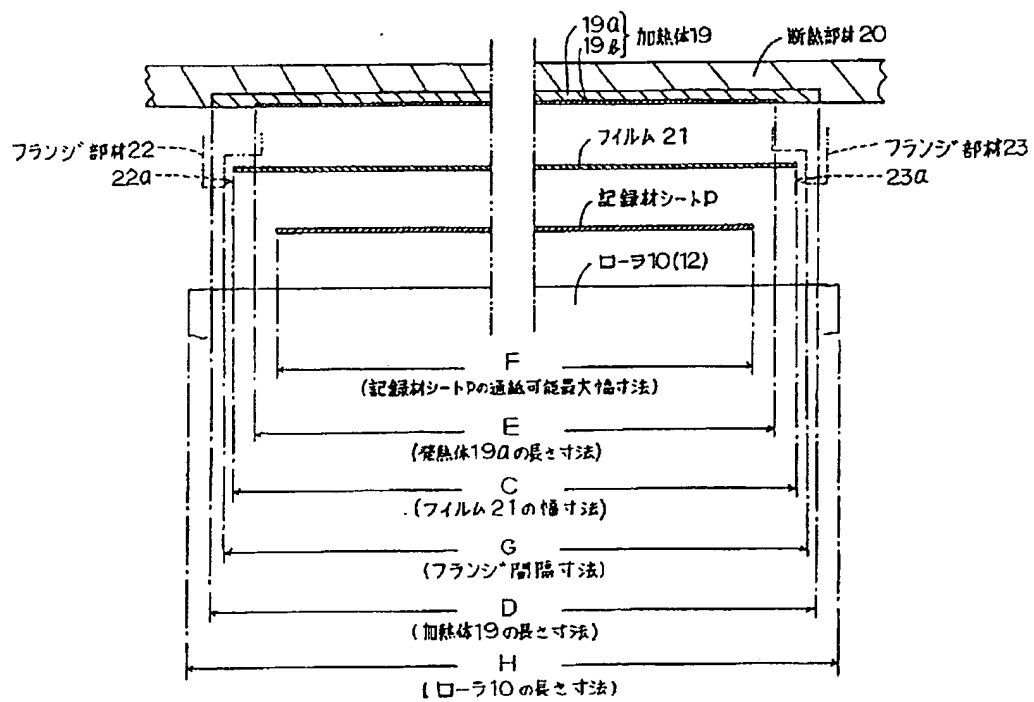 19a
19b
加熱体19
断熱部材20
フランジ部材22
22a
フイルム21
フランジ部材23
23a
記録材シートP
ローラ10(12)
F
(記録材シートPの通紙可能最大幅寸法)
E
(発熱体19aの長さ寸法)
C
(フイルム21の幅寸法)
G
(フランジ間隔寸法)
D
(加熱体19の長さ寸法)
H
(ローラ10の長さ寸法)